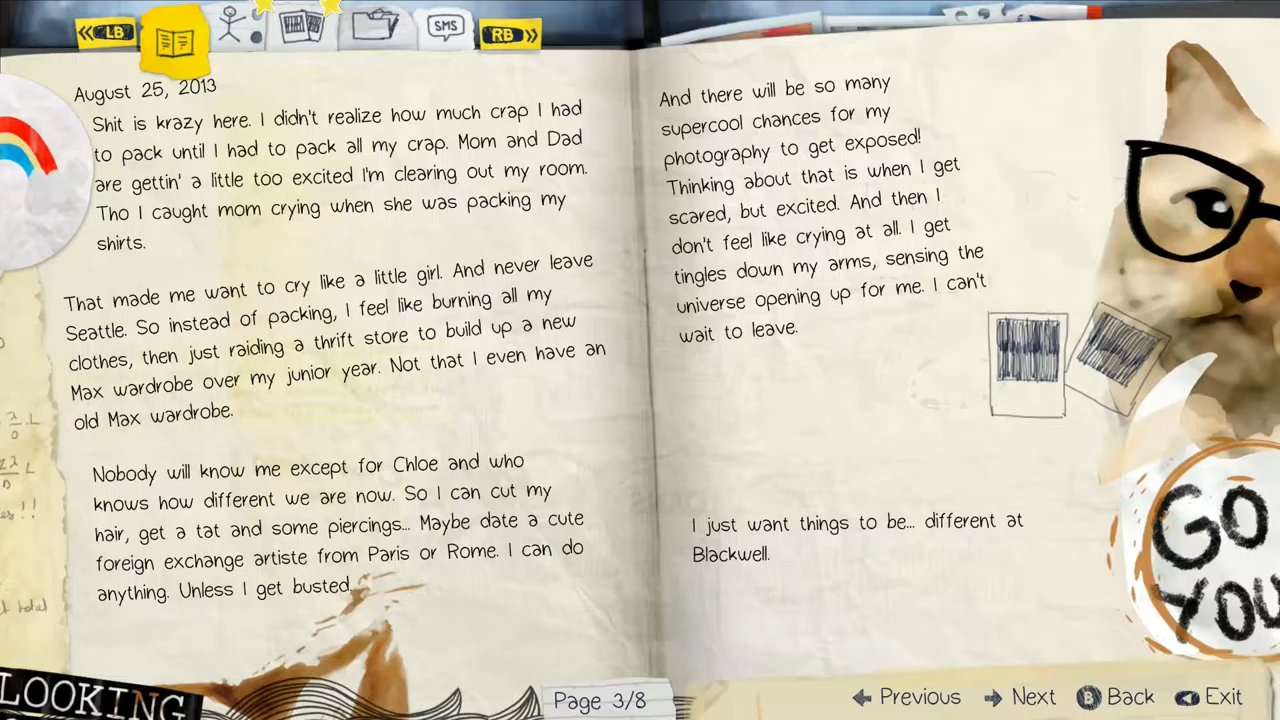 LB
SMS
RB
August 25, 2013
Shit is krazy here. I didn't realize how much crap I had
to pack until I had to pack all my crap. Mom and Dad
are gettin' a little too excited I'm clearing out my room.
Tho I caught mom crying when she was packing my
shirts.
That made me want to cry like a little girl. And never leave
Seattle. So instead of packing, I feel like burning all my
clothes, then just raiding a thrift store to build up a new
Max wardrobe over my junior year. Not that I even have an
old Max wardrobe.
Nobody will know me except for Chloe and who
knows how different we are now. So I can cut my
hair, get a tat and some piercings... Maybe date a cute
foreign exchange artiste from Paris or Rome. I can do
anything. Unless I get busted.
And there will be so many
supercool chances for my
photography to get exposed!
Thinking about that is when I get
scared, but excited. And then I
don't feel like crying at all. I get
tingles down my arms, sensing the
universe opening up for me. I can't
wait to leave.
I just want things to be... different at
Blackwell.
GO
YOU
LOOKING
Page 3/8
Previous
Next
B Back
Exit